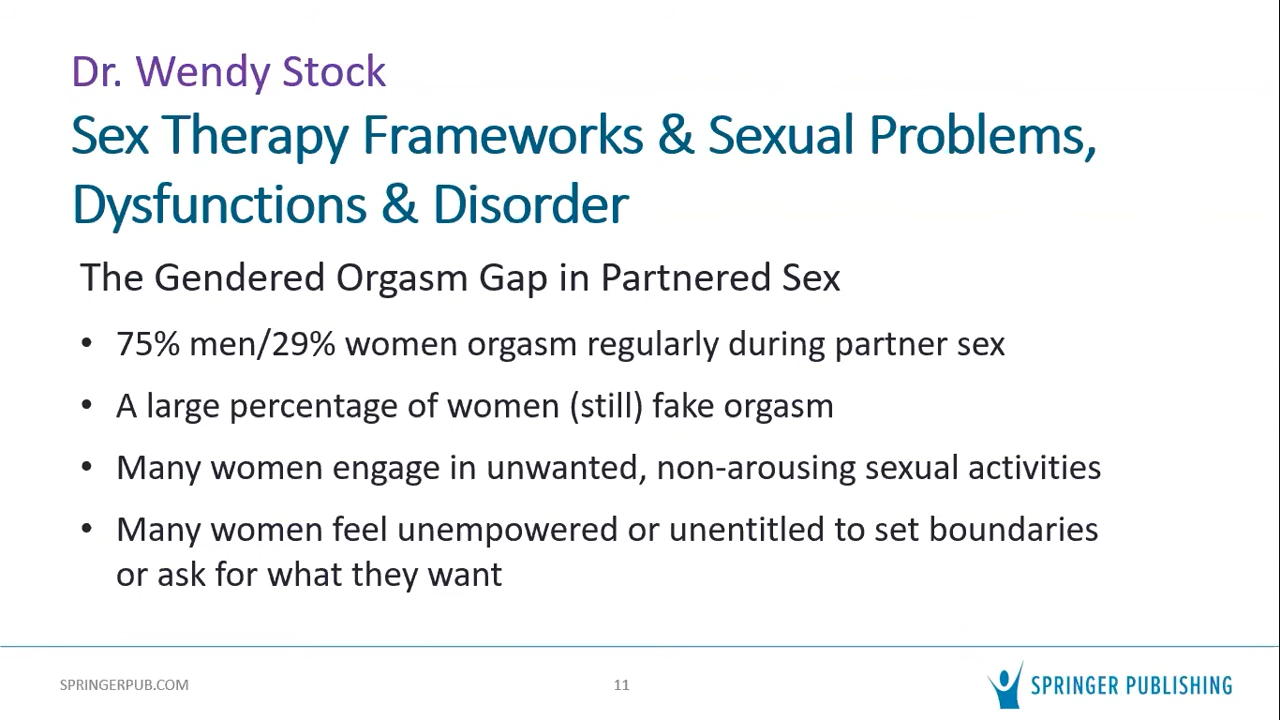 Dr. Wendy Stock
Sex Therapy Frameworks & Sexual Problems,
Dysfunctions & Disorder
The Gendered Orgasm Gap in Partnered Sex
• 75% men/29% women orgasm regularly during partner sex
• A large percentage of women (still) fake orgasm
• Many women engage in unwanted, non-arousing sexual activities
• Many women feel unempowered or unentitled to set boundaries
or ask for what they want
SPRINGERPUB.COM
11
SPRINGER PUBLISHING